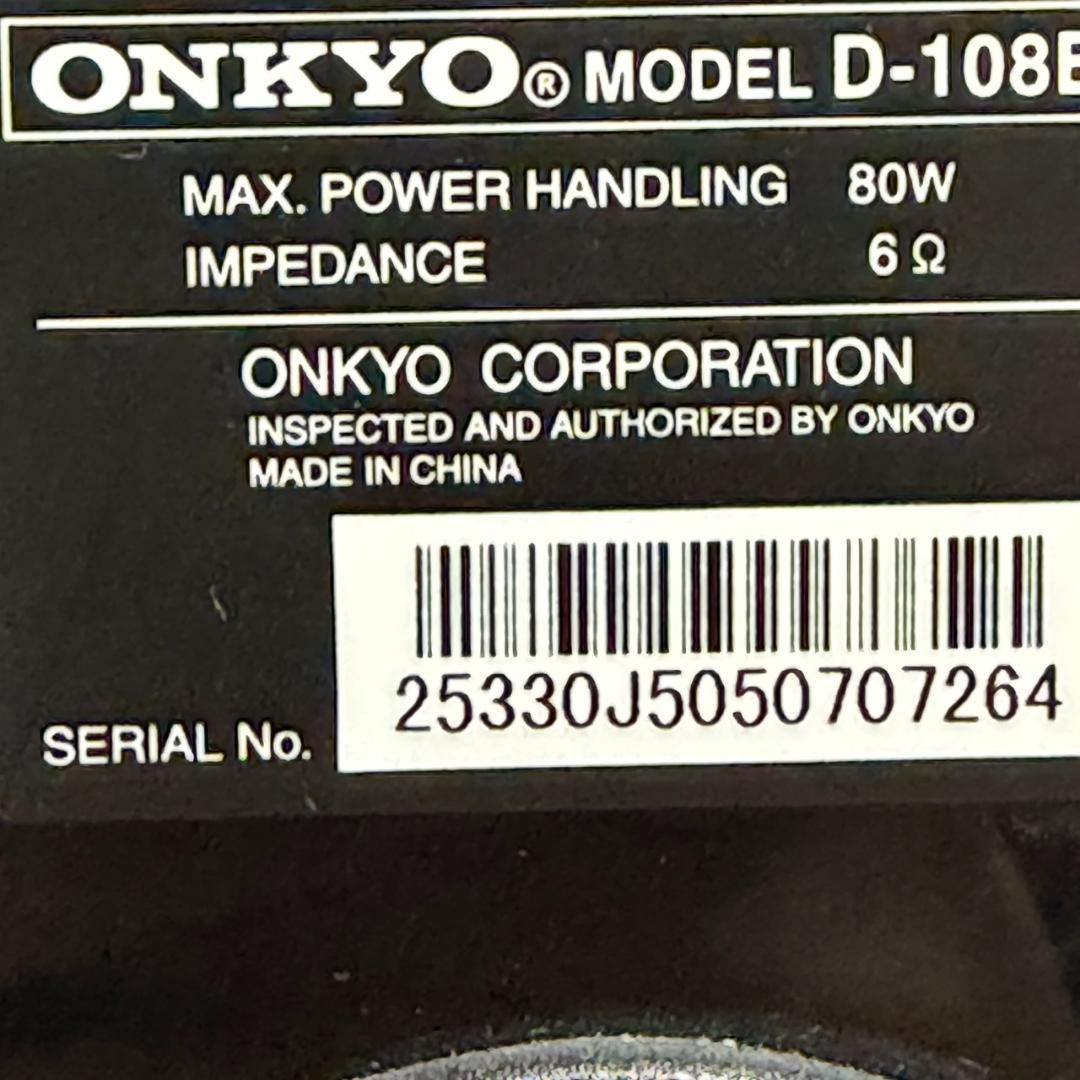 ONKYO® MODEL D-108E
MAX. POWER HANDLING 80W
IMPEDANCE 6 Ω
ONKYO CORPORATION
INSPECTED AND AUTHORIZED BY ONKYO
MADE IN CHINA
25330J5050707264
SERIAL No.